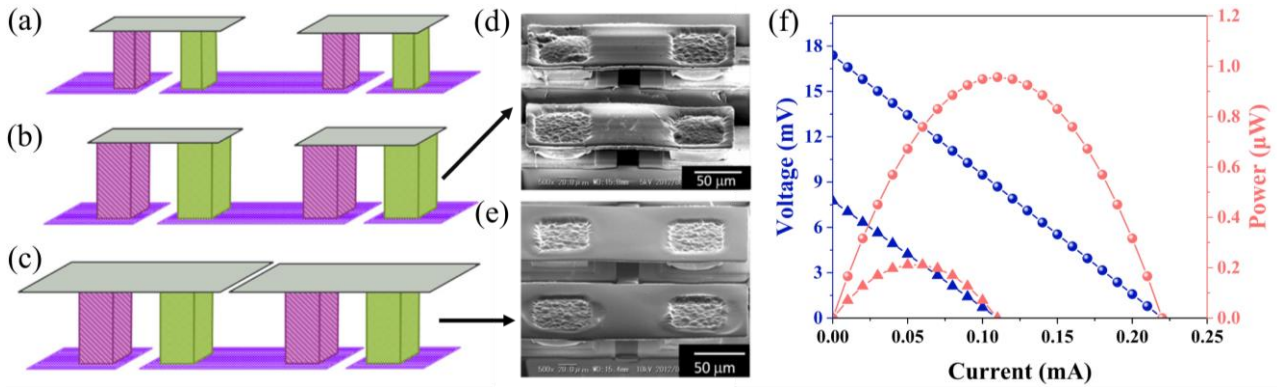 (a)
(b)
(c)
(d)
50 μm
(e)
50 μm
(f)
Voltage (mV)
18
15
12
9
6
3
0
0.00
0.05
0.10
0.15
0.20
0.25
Current (mA)
1.2
1.0
0.8
0.6
0.4
0.2
0.0
Power (μW)